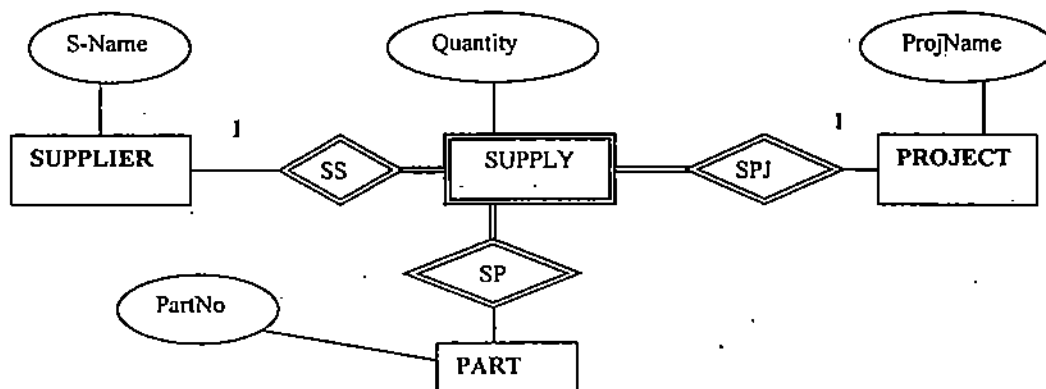 S-Name
Quantity
ProjName
1
1
SUPPLIER
SS
SUPPLY
SPJ
PROJECT
SP
PartNo
PART